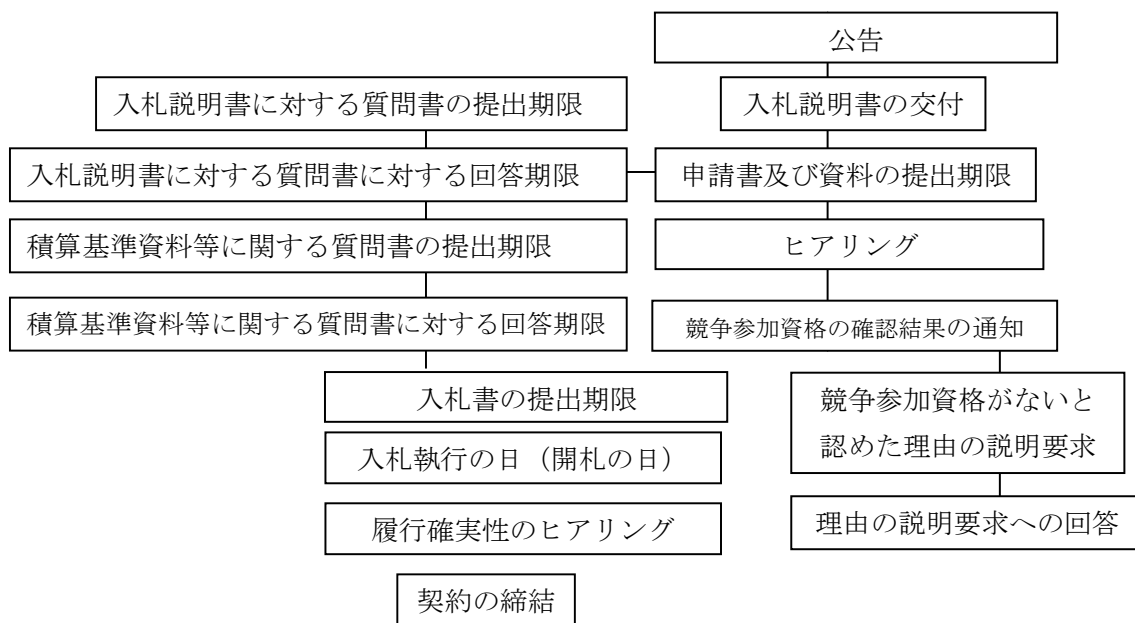 公告
入札説明書に対する質問書の提出期限
入札説明書の交付
入札説明書に対する質問書に対する回答期限
申請書及び資料の提出期限
積算基準資料等に関する質問書の提出期限
ヒアリング
積算基準資料等に関する質問書に対する回答期限
競争参加資格の確認結果の通知
入札書の提出期限
競争参加資格がないと
認めた理由の説明要求
入札執行の日（開札の日）
履行確実性のヒアリング
理由の説明要求への回答
契約の締結